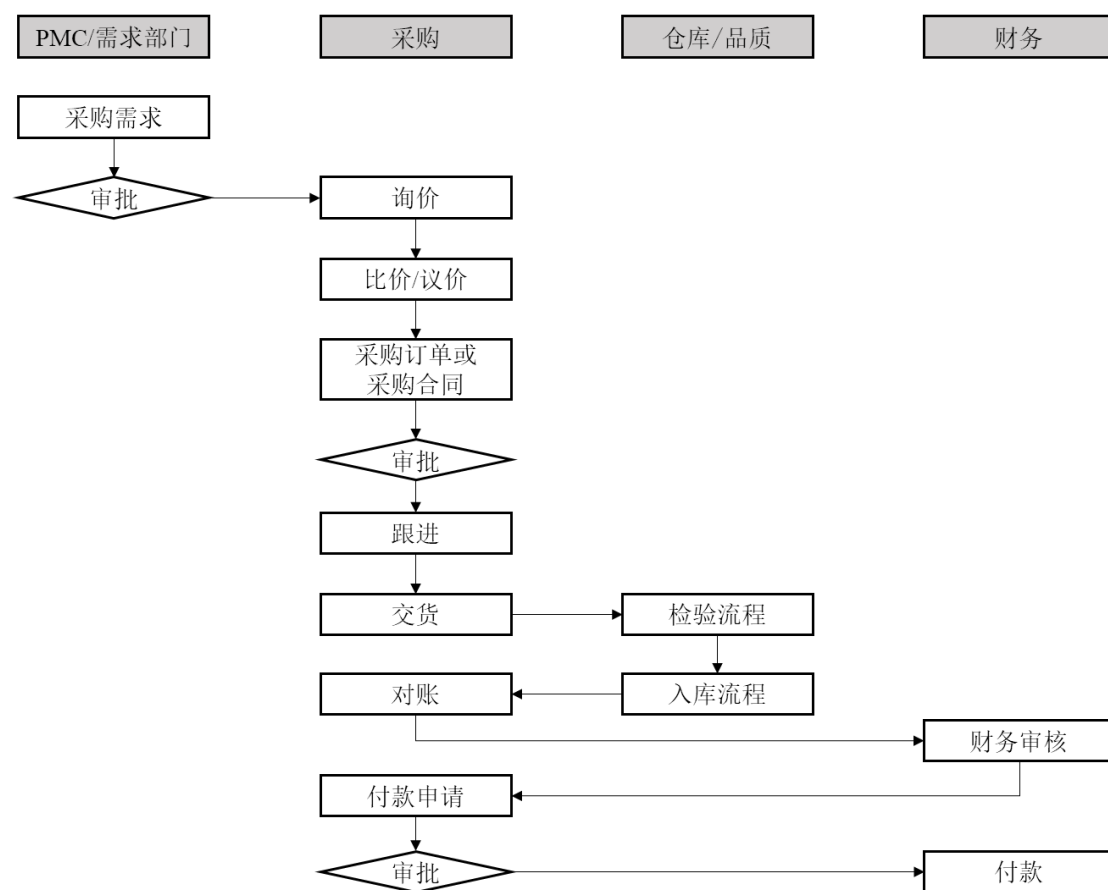 PMC/需求部门
采购
仓库/品质
财务
采购需求
审批
询价
比价/议价
采购订单或
采购合同
审批
跟进
交货
检验流程
对账
入库流程
财务审核
付款申请
审批
付款